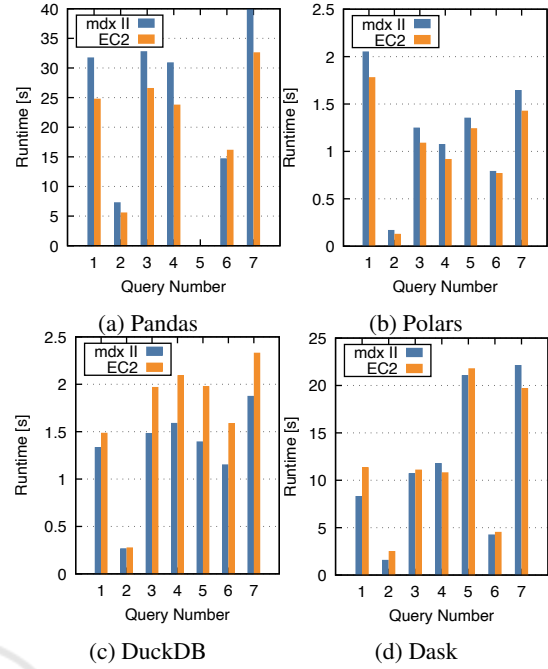 mdx II
EC2
Runtime [s]
40
35
30
25
20
15
10
5
0
1 2 3 4 5 6 7
Query Number
(a) Pandas
mdx II
EC2
Runtime [s]
2.5
2
1.5
1
0.5
0
1 2 3 4 5 6 7
Query Number
(b) Polars
mdx II
EC2
Runtime [s]
2.5
2
1.5
1
0.5
0
1 2 3 4 5 6 7
Query Number
(c) DuckDB
mdx II
EC2
Runtime [s]
25
20
15
10
5
0
1 2 3 4 5 6 7
Query Number
(d) Dask